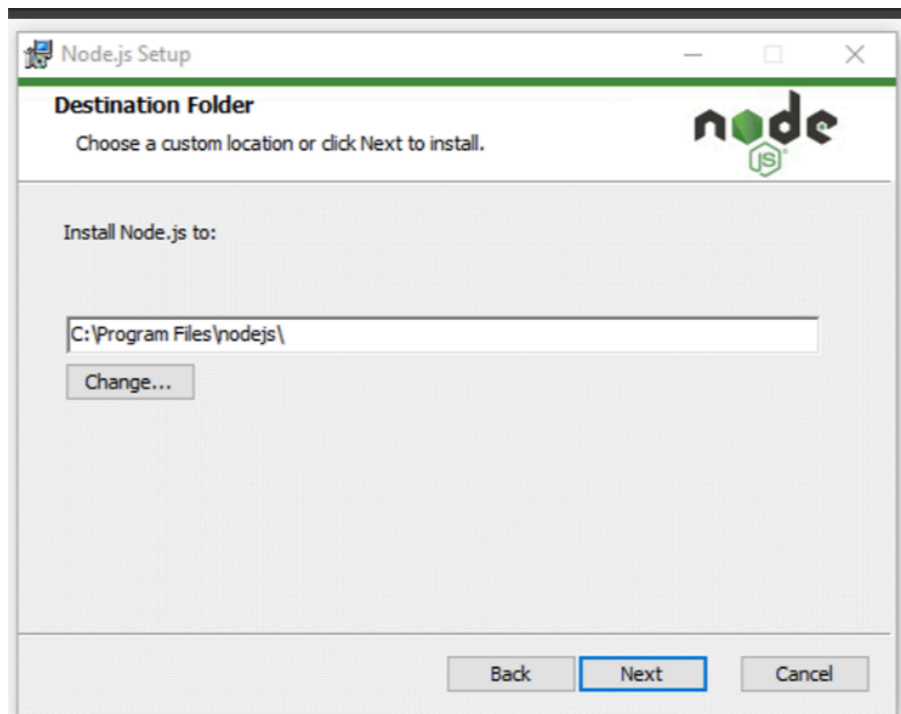 Node.js Setup
Destination Folder
Choose a custom location or click Next to install.
node
JS
Install Node.js to:
C:\Program Files\nodejs\
Change...
Back
Next
Cancel